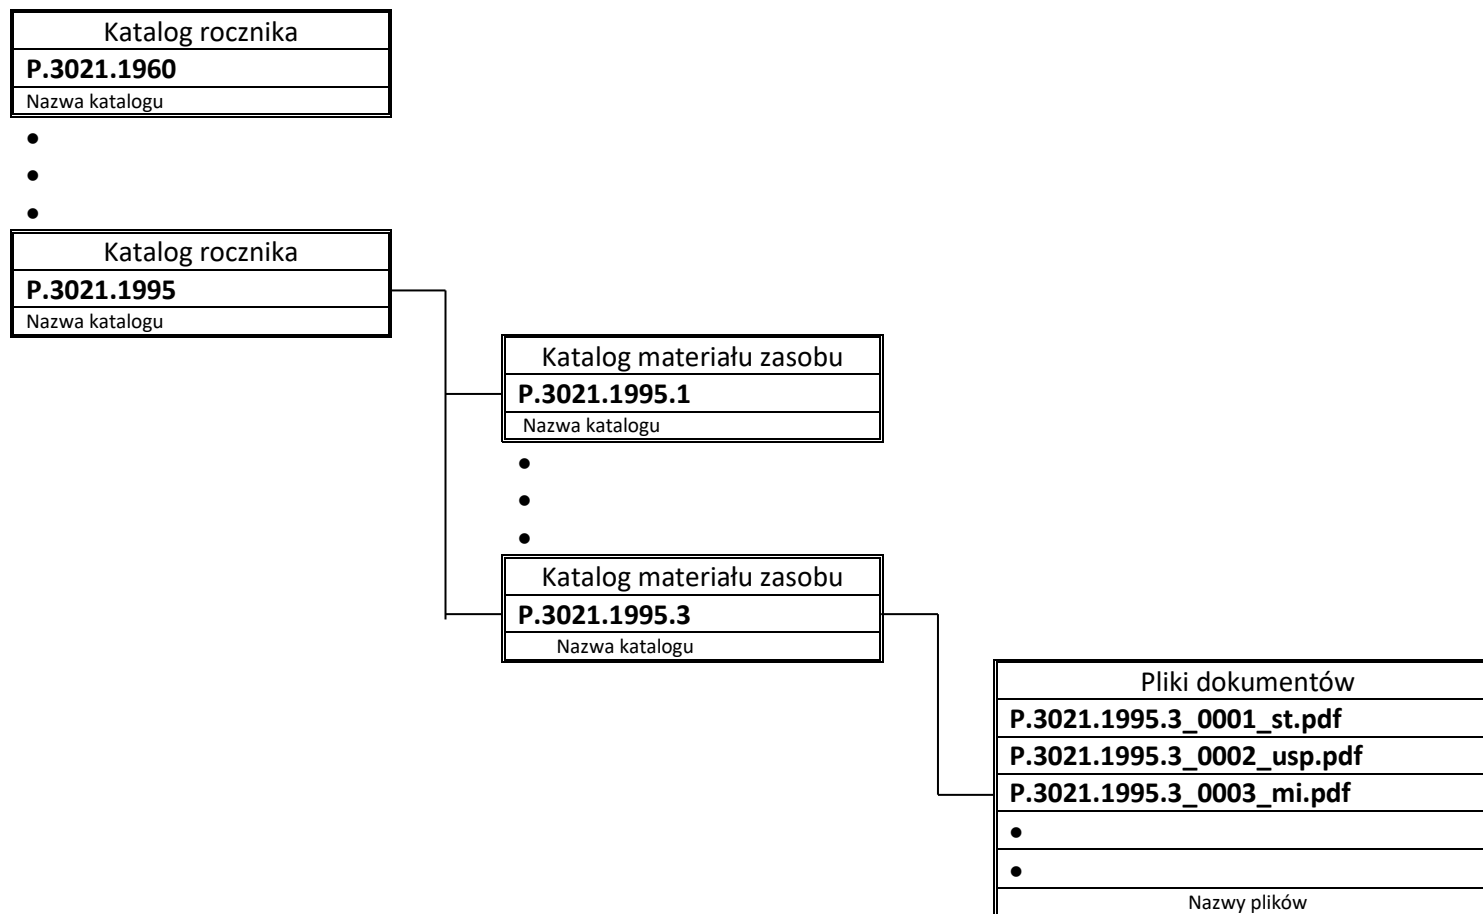 Katalog rocznika
P.3021.1960
Nazwa katalogu
•
•
•
Katalog rocznika
P.3021.1995
Nazwa katalogu
Katalog materiału zasobu
P.3021.1995.1
Nazwa katalogu
•
•
•
Katalog materiału zasobu
P.3021.1995.3
Nazwa katalogu
Pliki dokumentów
P.3021.1995.3_0001_st.pdf
P.3021.1995.3_0002_usp.pdf
P.3021.1995.3_0003_mi.pdf
•
•
Nazwy plików